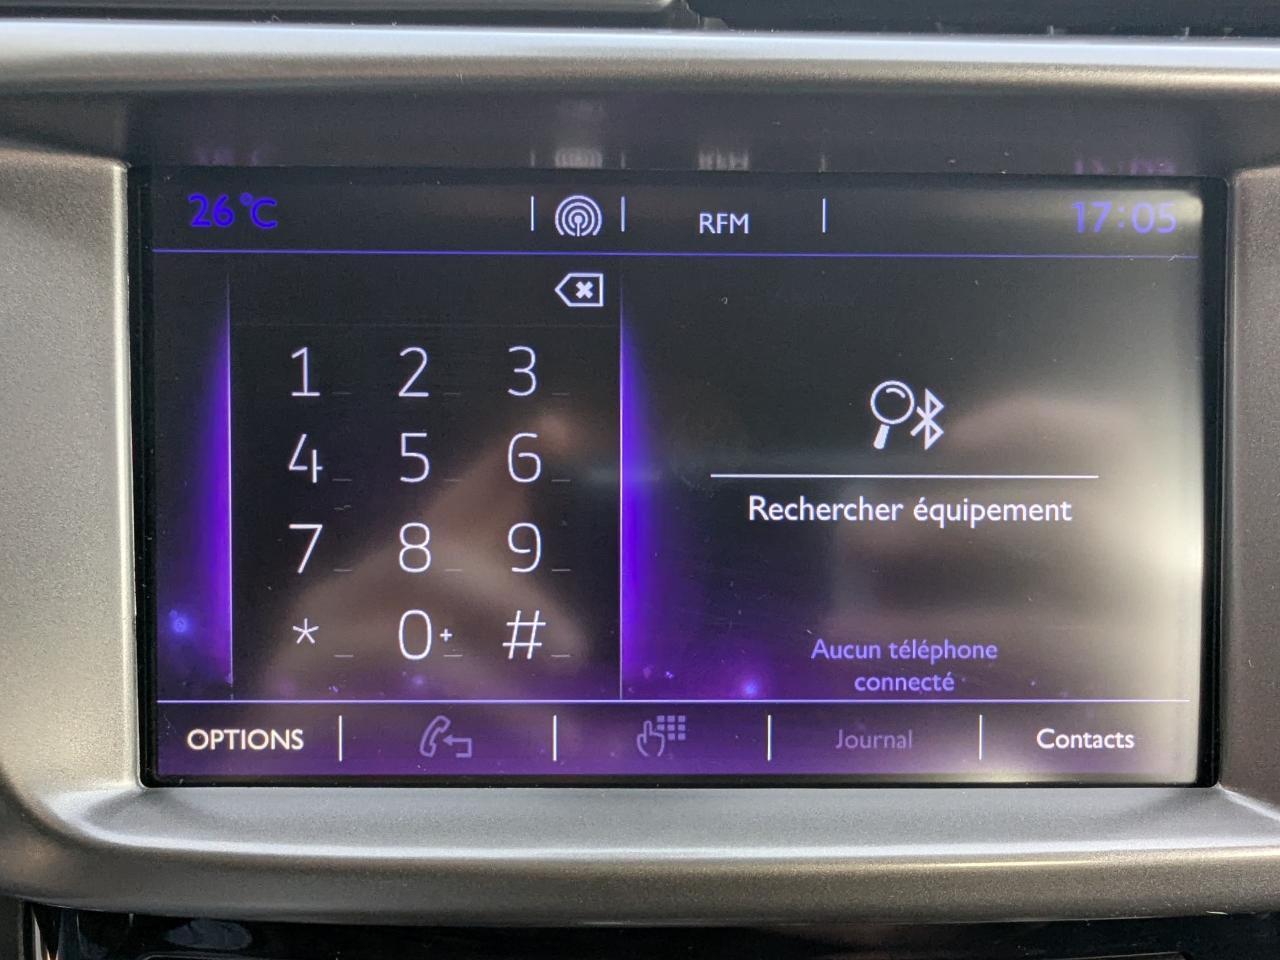 26°C
RFM
17:05
1 2 3
4 5 6
7 8 9
* 0+ #
Rechercher équipement
Aucun téléphone
connecté
OPTIONS
Journal
Contacts